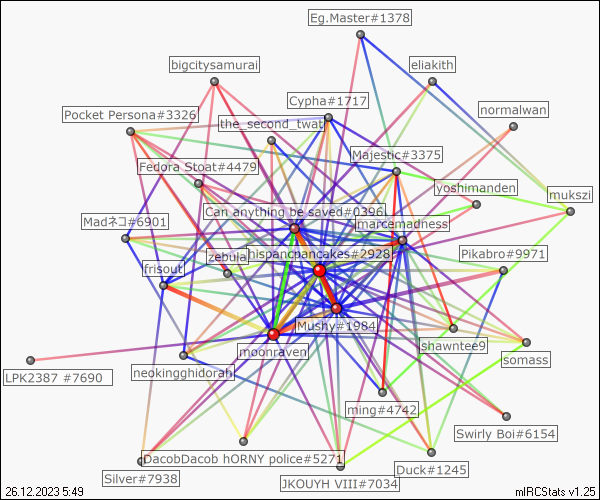 Eg.Master#1378
bigcitysamurai
eliakith
Cypha#1717
normalwan
Pocket Persona#3326
the_second_twat
Majestic#3375
Fedora Stoat#4479
yoshimanden
mukszi
Can anything be saved#0396
Madネコ#6901
marcemadness
zebula
hispancpancakes#2928
Pikabro#9971
frisout
Mushy#1984
moonraven
shawntee9
somass
LPK2387 #7690
neokingghidorah
ming#4742
Swirly Boi#6154
DacobDacob hORNY police#5271
Duck#1245
Silver#7938
JKOUYH VIII#7034
26.12.2023 5:49
mIRCStats v1.25